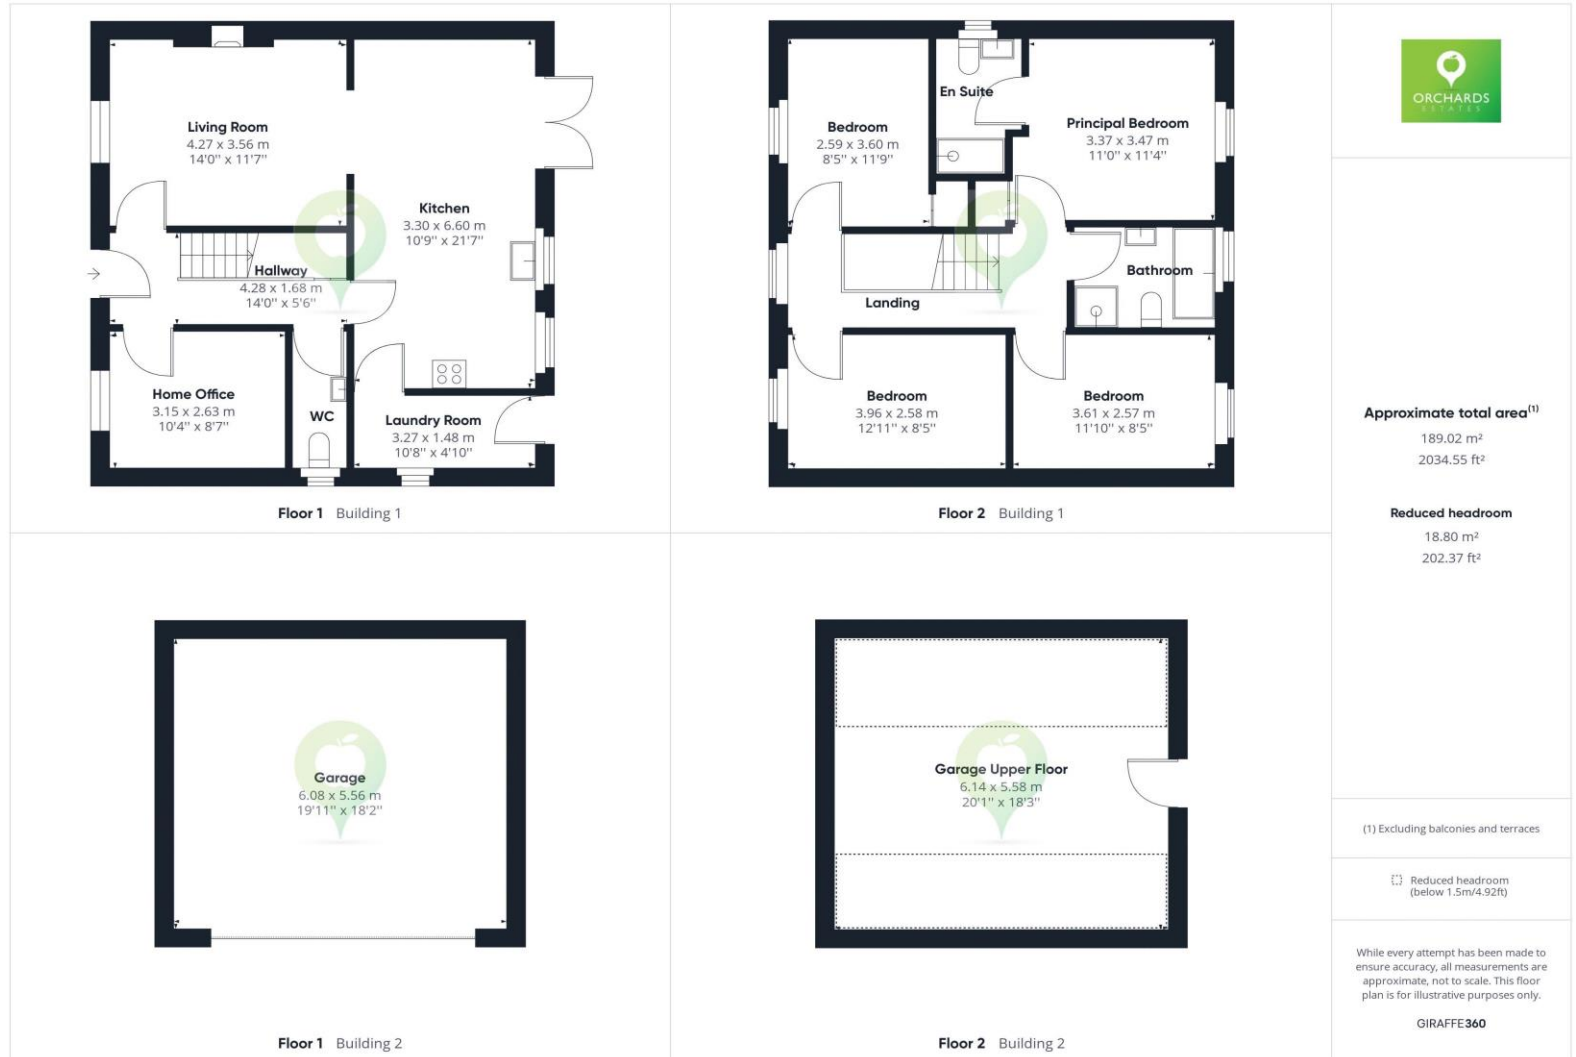 Living Room
4.27 x 3.56 m
14'0" x 11'7"
Kitchen
3.30 x 6.60 m
10'9" x 21'7"
Hallway
4.28 x 1.68 m
14'0" x 5'6"
Home Office
3.15 x 2.63 m
10'4" x 8'7"
WC
Laundry Room
3.27 x 1.48 m
10'8" x 4'10"
Floor 1 Building 1
En Suite
Bedroom
2.59 x 3.60 m
8'5" x 11'9"
Principal Bedroom
3.37 x 3.47 m
11'0" x 11'4"
Bathroom
Landing
Bedroom
3.96 x 2.58 m
12'11" x 8'5"
Bedroom
3.61 x 2.57 m
11'10" x 8'5"
Floor 2 Building 1
Garage
6.08 x 5.56 m
19'11" x 18'2"
Floor 1 Building 2
Garage Upper Floor
6.14 x 5.58 m
20'1" x 18'3"
Floor 2 Building 2
ORCHARDS
ESTATES
Approximate total area(1)
189.02 m²
2034.55 ft²
Reduced headroom
18.80 m²
202.37 ft²
(1) Excluding balconies and terraces
Reduced headroom
(below 1.5m/4.92ft)
While every attempt has been made to
ensure accuracy, all measurements are
approximate, not to scale. This floor
plan is for illustrative purposes only.
GIRAFFE360